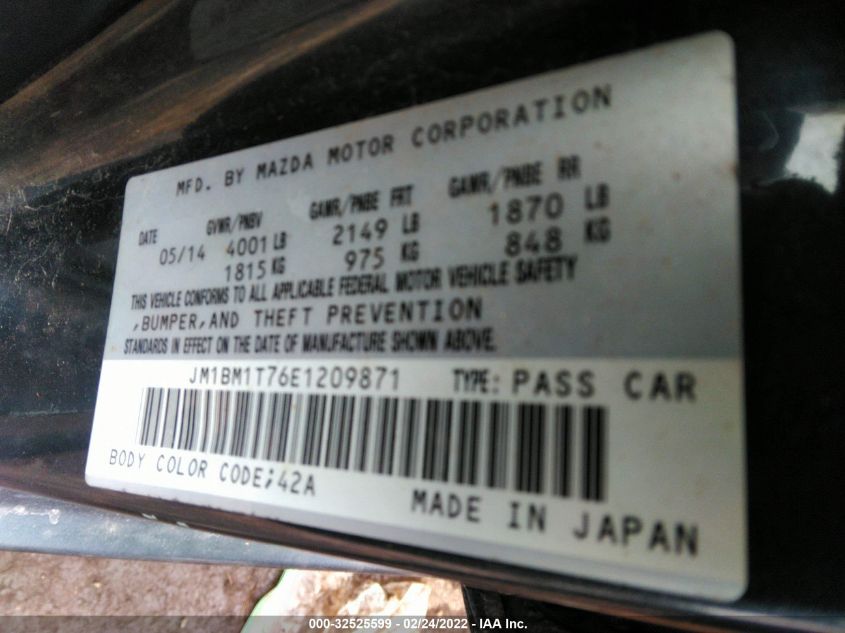 MFD. BY MAZDA MOTOR CORPORATION
DATE GVWR/PNBV GAWR/PNBE FRT GAWR/PNBE RR
05/14 4001 LB 2149 LB 1870 LB
1815 KG 975 KG 848 KG
THIS VEHICLE CONFORMS TO ALL APPLICABLE FEDERAL MOTOR VEHICLE SAFETY
,BUMPER,AND THEFT PREVENTION
STANDARDS IN EFFECT ON THE DATE OF MANUFACTURE SHOWN ABOVE.
JM1BM1T76E1209871 TYPE: PASS CAR
BODY COLOR CODE;42A
MADE IN JAPAN
000-32525599 - 02/24/2022 - IAA Inc.